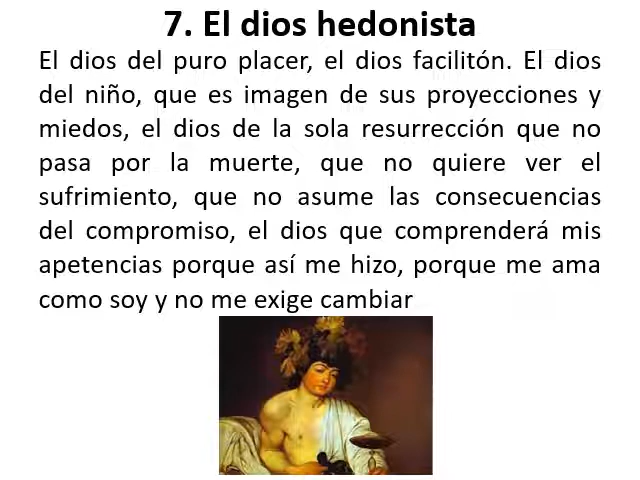 7. El dios hedonista
El dios del puro placer, el dios facilitón. El dios
del niño, que es imagen de sus proyecciones y
miedos, el dios de la sola resurrección que no
pasa por la muerte, que no quiere ver el
sufrimiento, que no asume las consecuencias
del compromiso, el dios que comprenderá mis
apetencias porque así me hizo, porque me ama
como soy y no me exige cambiar